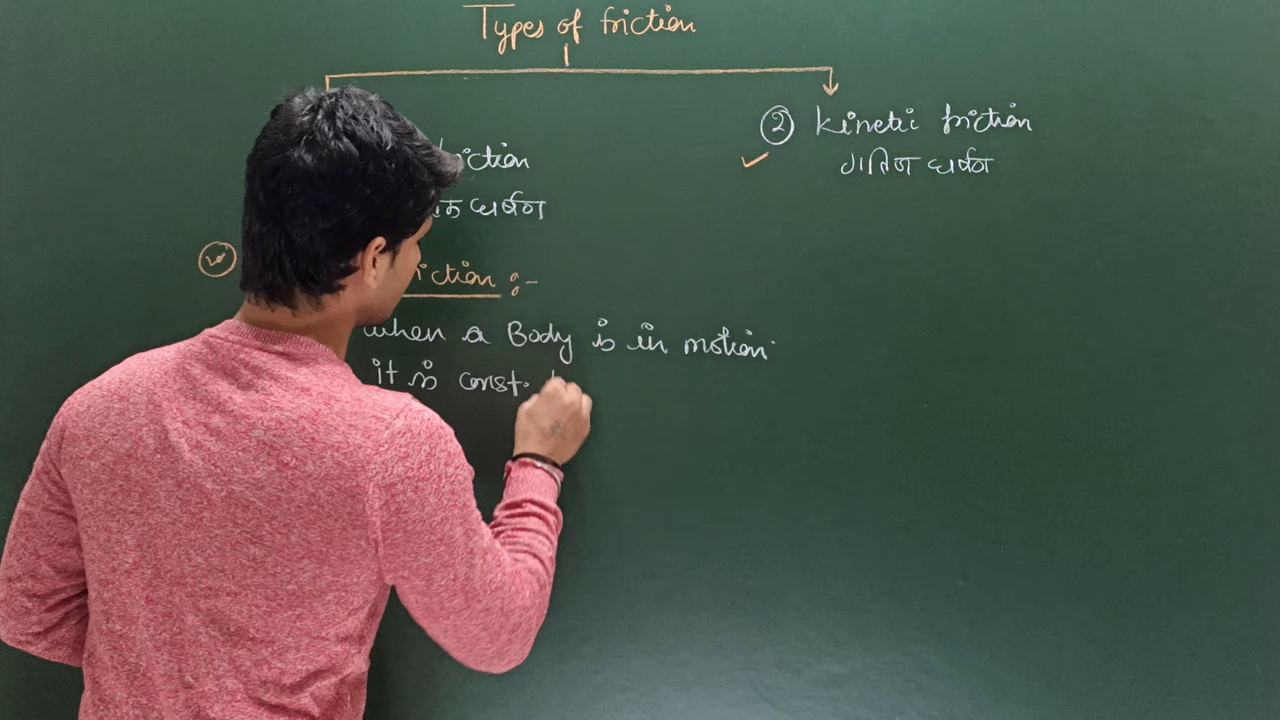 Types of friction
② Kinetic friction
friction
गतिज घर्षण
घर्षण
friction :-
when a Body is in motion
it is const.